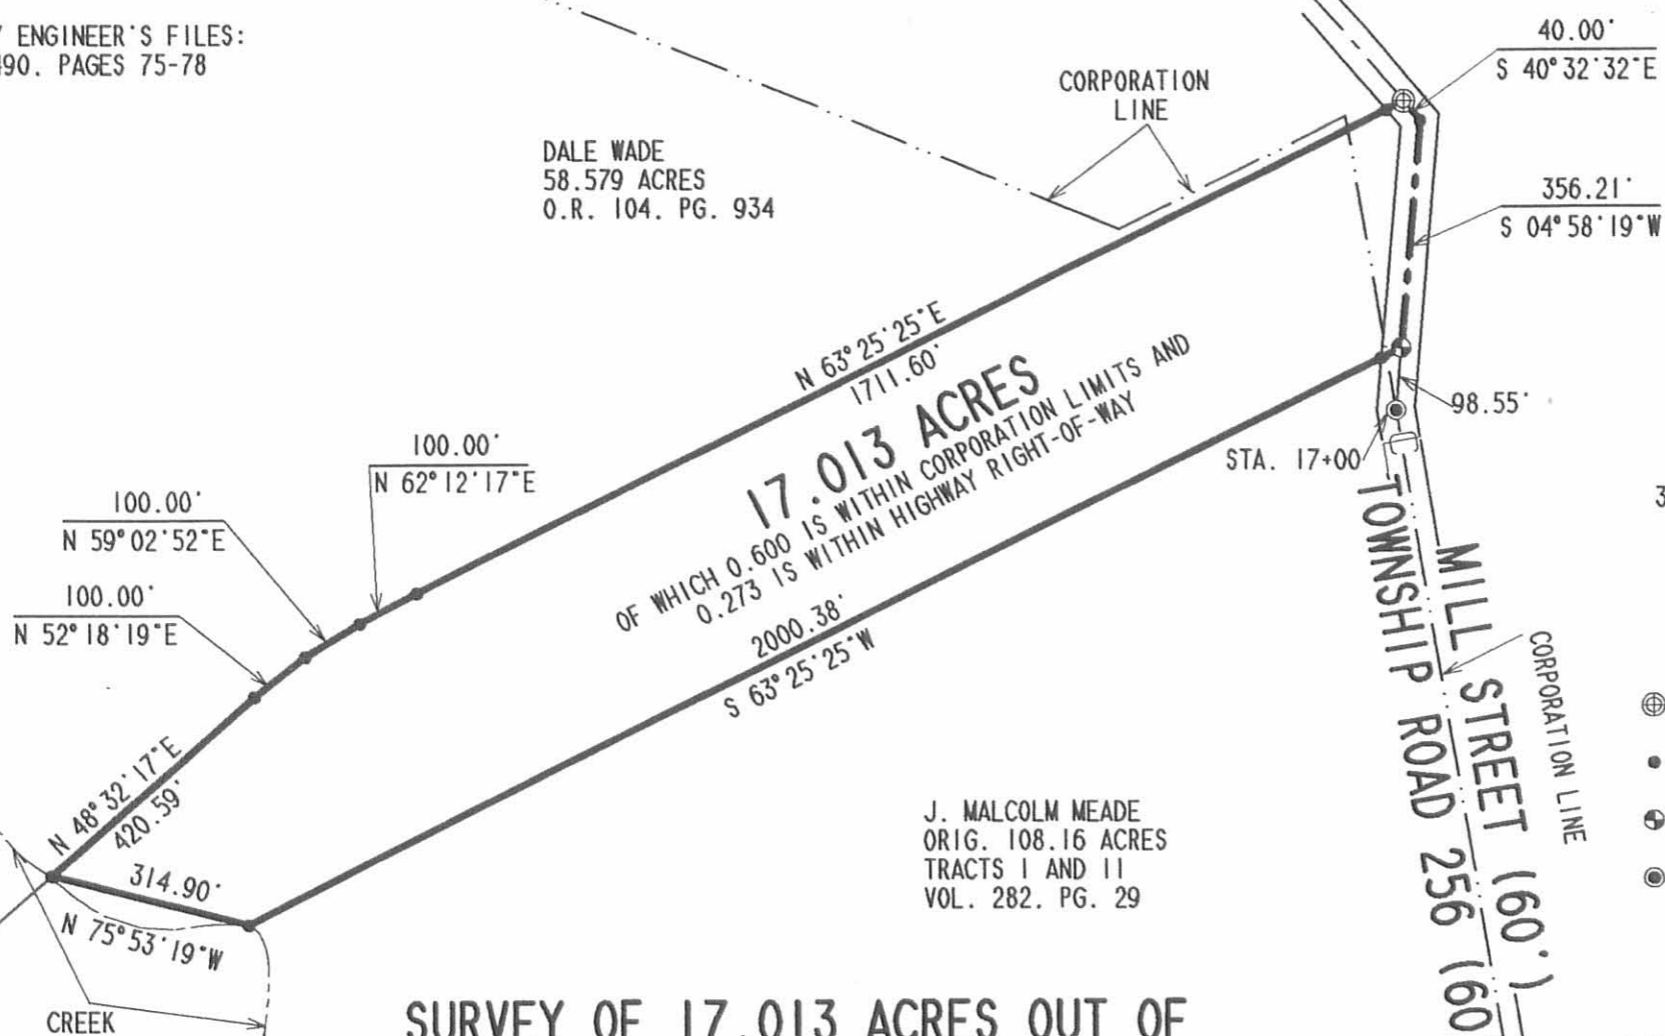 ENGINEER'S FILES:
PAGES 75-78
40.00'
S 40°32'32"E
CORPORATION
LINE
DALE WADE
58.579 ACRES
O.R. 104. PG. 934
356.21'
S 04°58'19"W
N 63°25'25"E
1711.60'
98.55'
STA. 17+00
17.013 ACRES
OF WHICH 0.600 IS WITHIN CORPORATION LIMITS AND
0.273 IS WITHIN HIGHWAY RIGHT-OF-WAY
100.00'
N 62°12'17"E
100.00'
N 59°02'52"E
100.00'
N 52°18'19"E
2000.38'
S 63°25'25"W
MILL STREET (60')
TOWNSHIP ROAD 256 (60
CORPORATION LINE
N 48°32'17"E
420.59'
314.90'
N 75°53'19"W
J. MALCOLM MEADE
ORIG. 108.16 ACRES
TRACTS I AND II
VOL. 282. PG. 29
CREEK
SURVEY OF 17.013 ACRES OUT OF